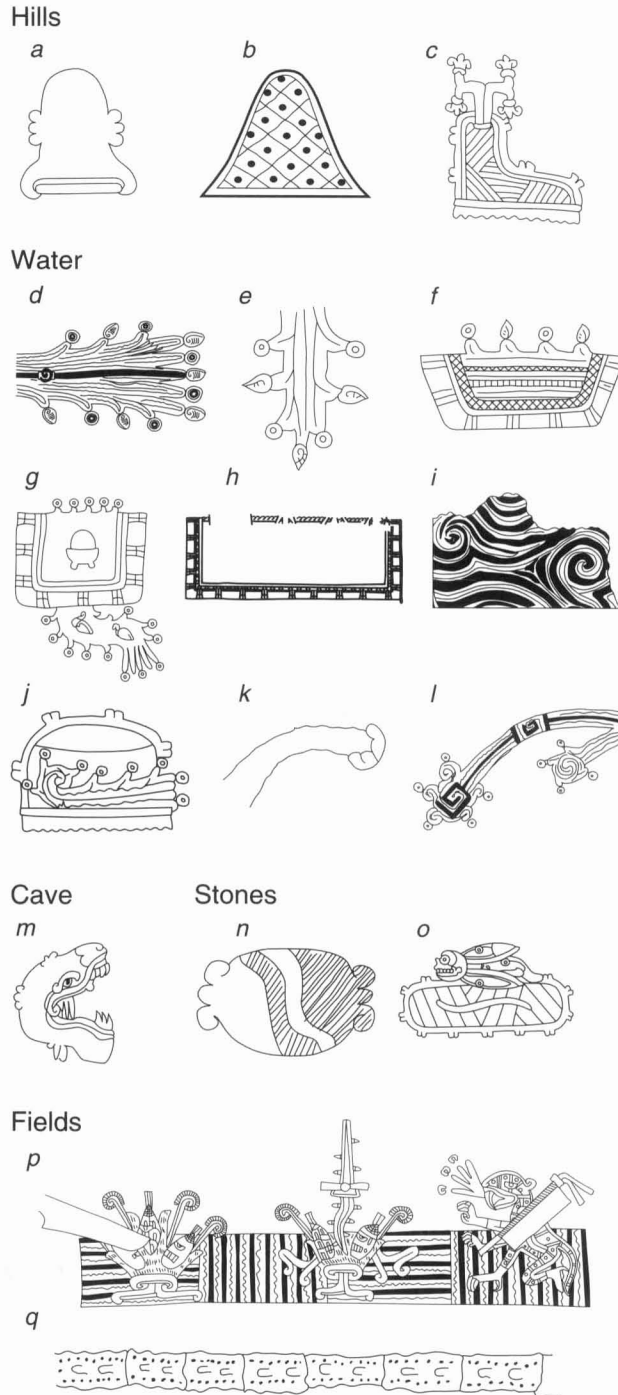 Hills
a b c
Water
d e f
g h i
j k l
Cave Stones
m n o
Fields
p
q